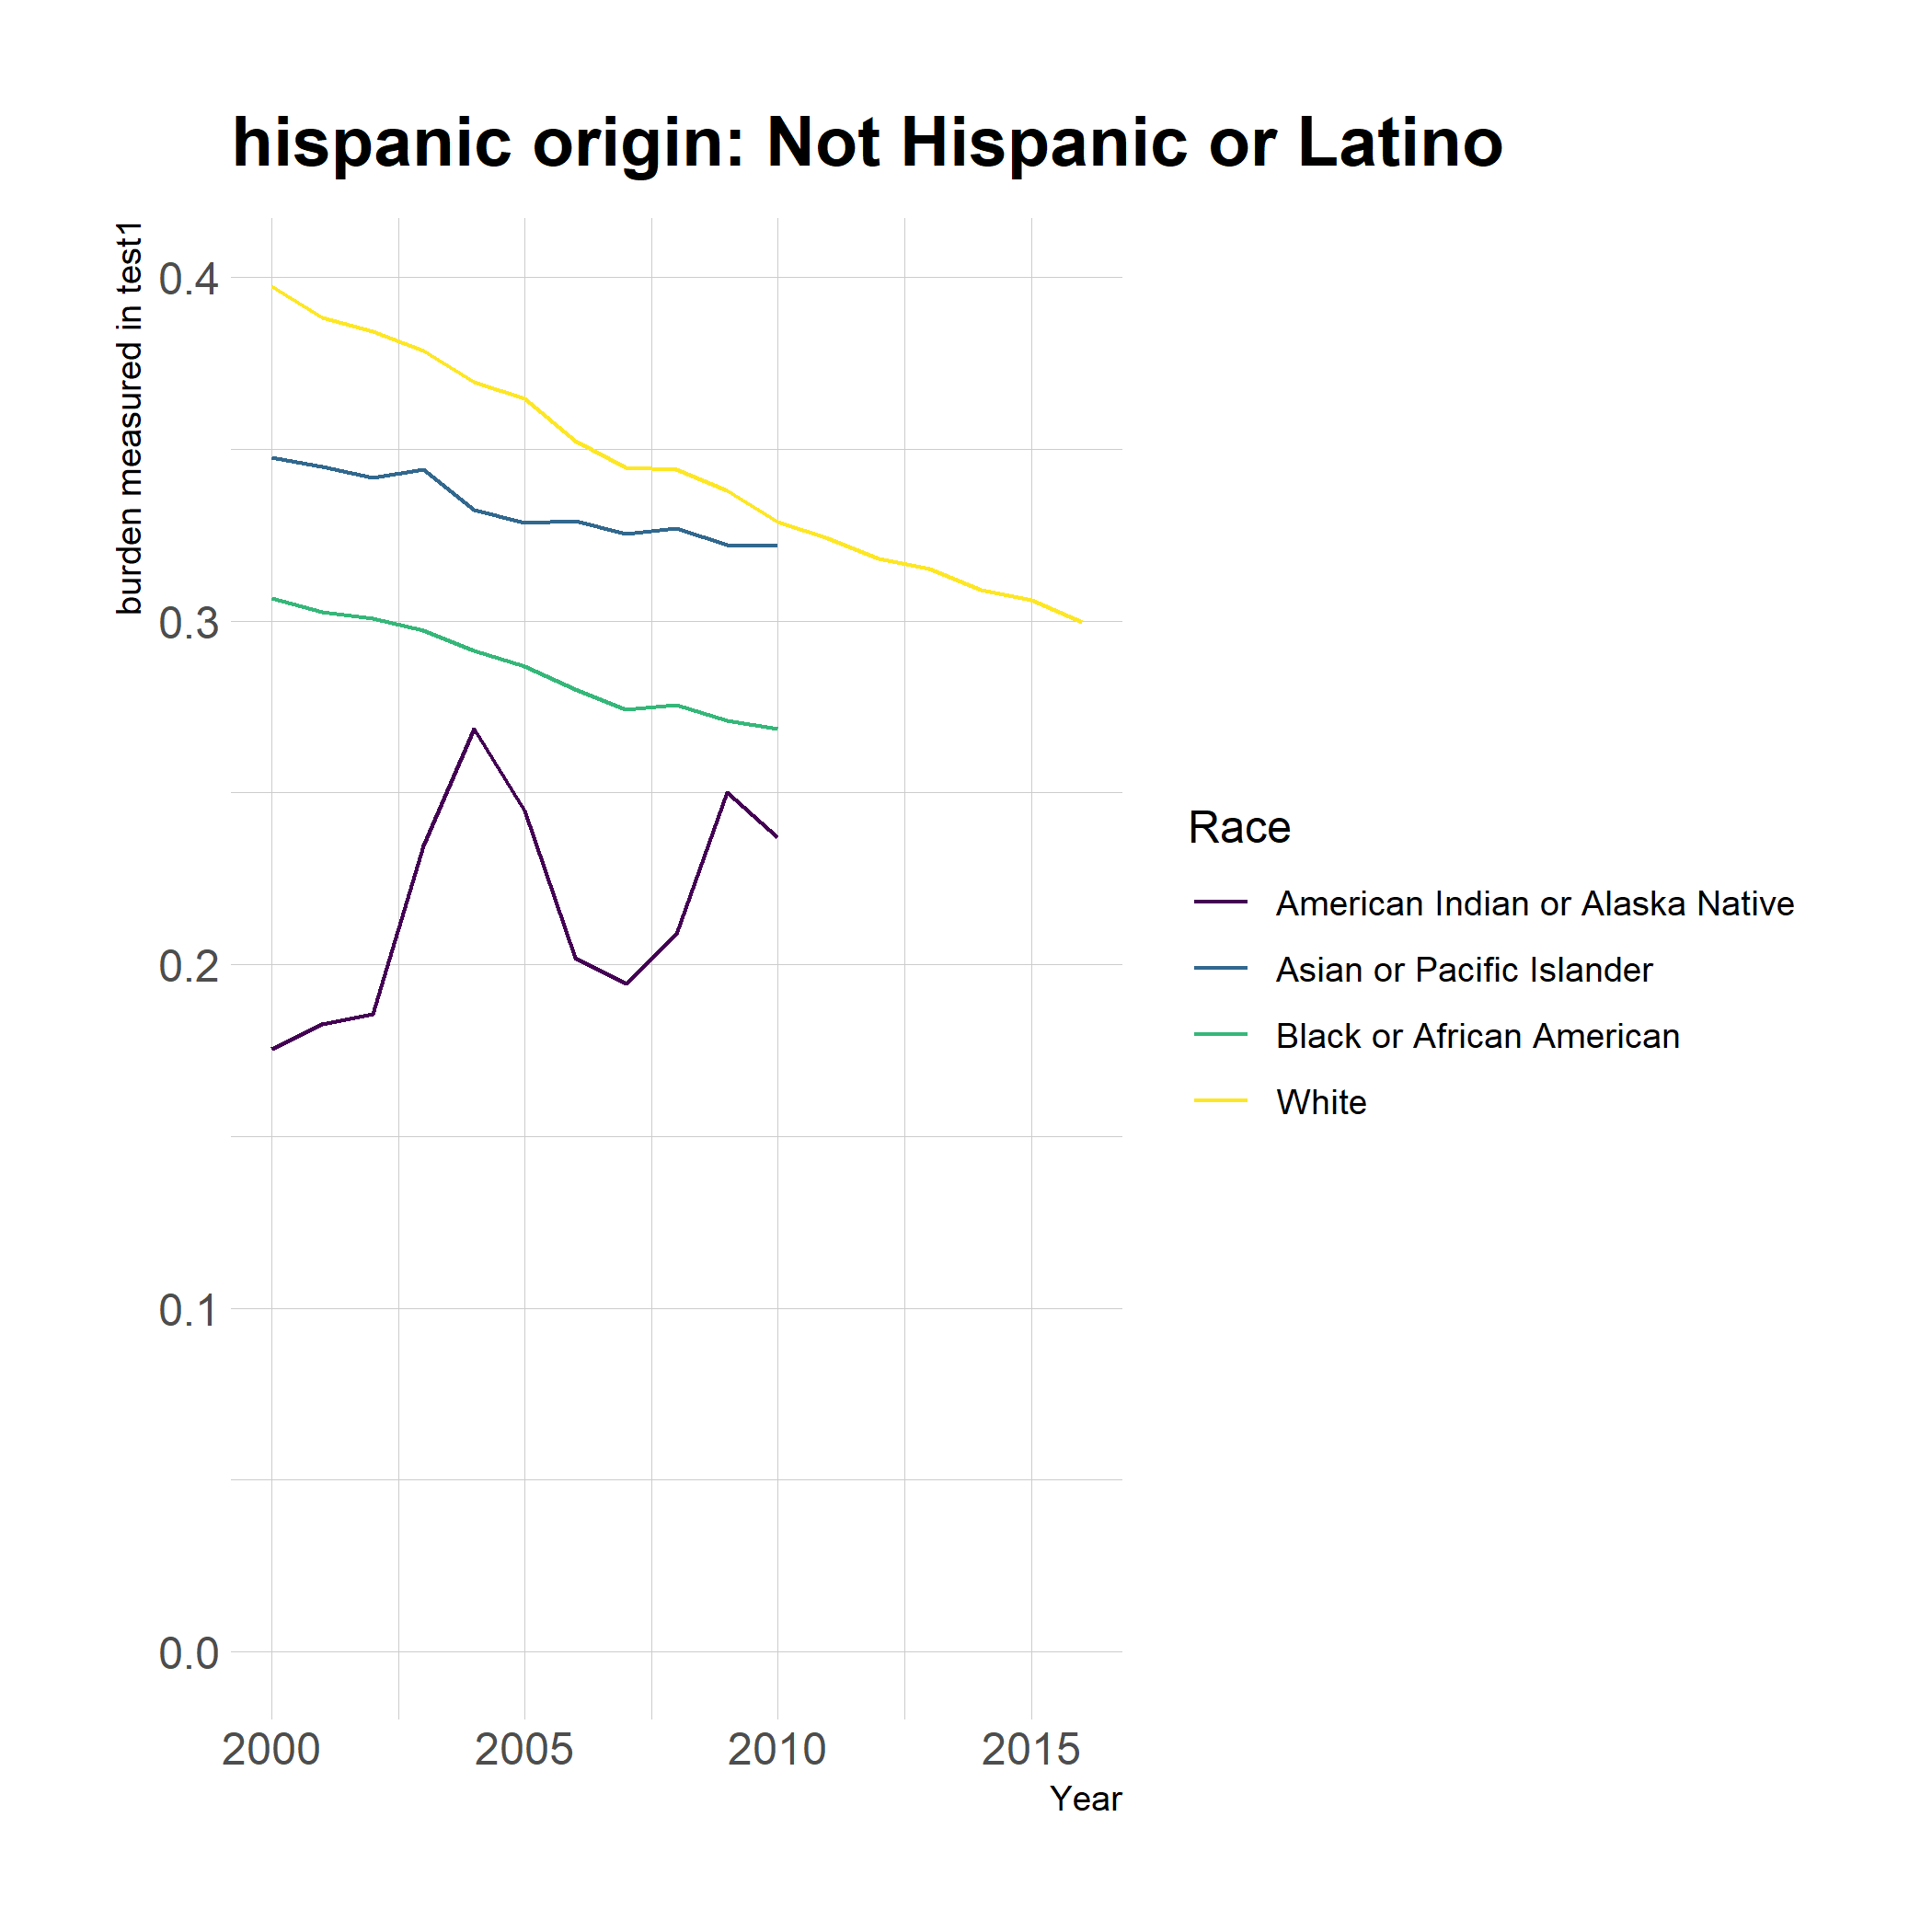 hispanic origin: Not Hispanic or Latino
burden measured in test1
0.4
0.3
0.2
0.1
0.0
2000 2005 2010 2015
Year
Race
American Indian or Alaska Native
Asian or Pacific Islander
Black or African American
White